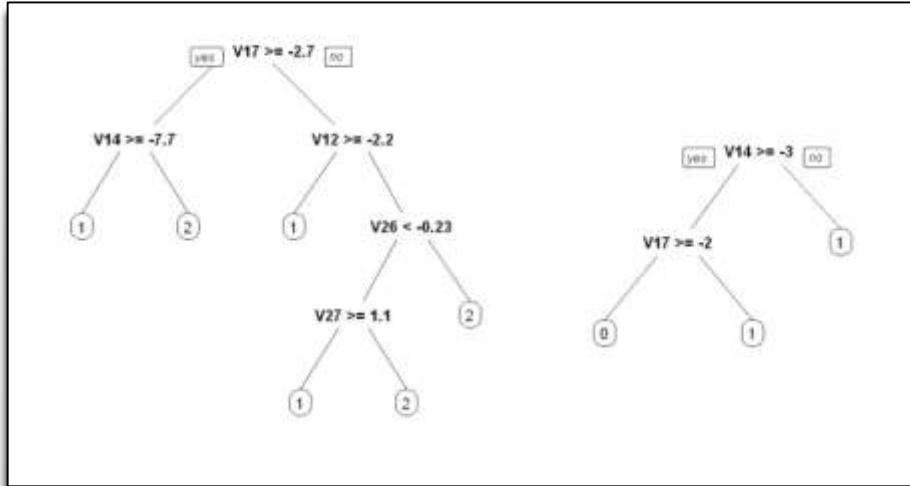 yes V17 >= -2.7 no
V14 >= -7.7 V12 >= -2.2
1 2 1 V26 < -0.23
V27 >= 1.1 2
1 2
yes V14 >= -3 no
V17 >= -2 1
0 1